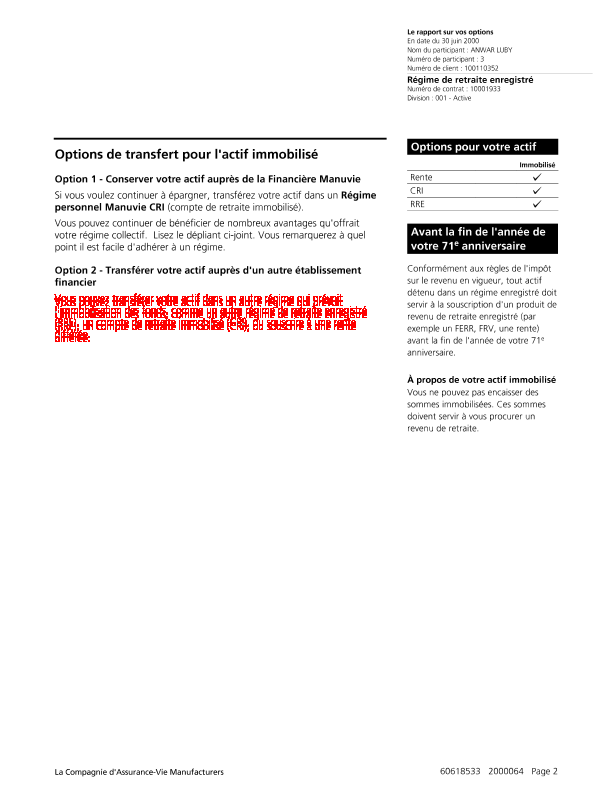 Le rapport sur vos options
En date du 30 juin 2000
Nom du participant : ANWAR LUBY
Numéro de participant : 3
Numéro de client : 100110352
Régime de retraite enregistré
Numéro de contrat : 10001933
Division : 001 - Active
Options de transfert pour l'actif immobilisé
Option 1 - Conserver votre actif auprès de la Financière Manuvie
Si vous voulez continuer à épargner, transférez votre actif dans un Régime
personnel Manuvie CRI (compte de retraite immobilisé).
Vous pouvez continuer de bénéficier de nombreux avantages qu'offrait
votre régime collectif. Lisez le dépliant ci-joint. Vous remarquerez à quel
point il est facile d'adhérer à un régime.
Option 2 - Transférer votre actif auprès d'un autre établissement
financier
Vous pouvez transférer votre actif dans un autre régime qui prévoit
l'immobilisation des fonds, comme un autre régime de retraite enregistré
un compte de retraite immobilisé (CRI), ou souscrire à une rente
différée.
Options pour votre actif
Immobilisé
Rente ✓
CRI ✓
RRE ✓
Avant la fin de l'année de
votre 71e anniversaire
Conformément aux règles de l'impôt
sur le revenu en vigueur, tout actif
détenu dans un régime enregistré doit
servir à la souscription d'un produit de
revenu de retraite enregistré (par
exemple un FERR, FRV, une rente)
avant la fin de l'année de votre 71e
anniversaire.
À propos de votre actif immobilisé
Vous ne pouvez pas encaisser des
sommes immobilisées. Ces sommes
doivent servir à vous procurer un
revenu de retraite.
La Compagnie d'Assurance-Vie Manufacturers
60618533 2000064 Page 2